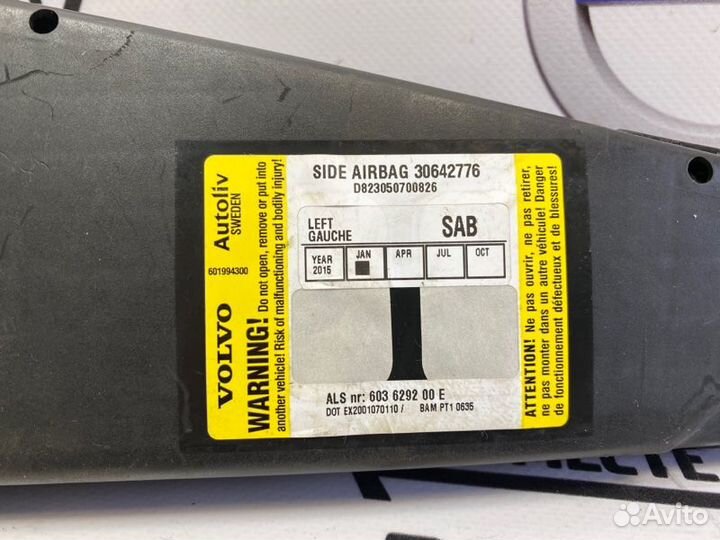 SIDE AIRBAG 30642776
D823050700826
LEFT
GAUCHE
SAB
YEAR
2015
JAN
APR
JUL
OCT
ALS nr: 603 6292 00 E
DOT EX2001070110 / BAM PT1 0635
VOLVO
Autoliv
SWEDEN
601994300
WARNING! Do not open, remove or put into
another vehicle! Risk of malfunctioning and bodily injury!
ATTENTION! Ne pas ouvrir, ne pas retirer,
ne pas monter dans un autre véhicule! Danger
de fonctionnement défectueux et de blessures!
Avito